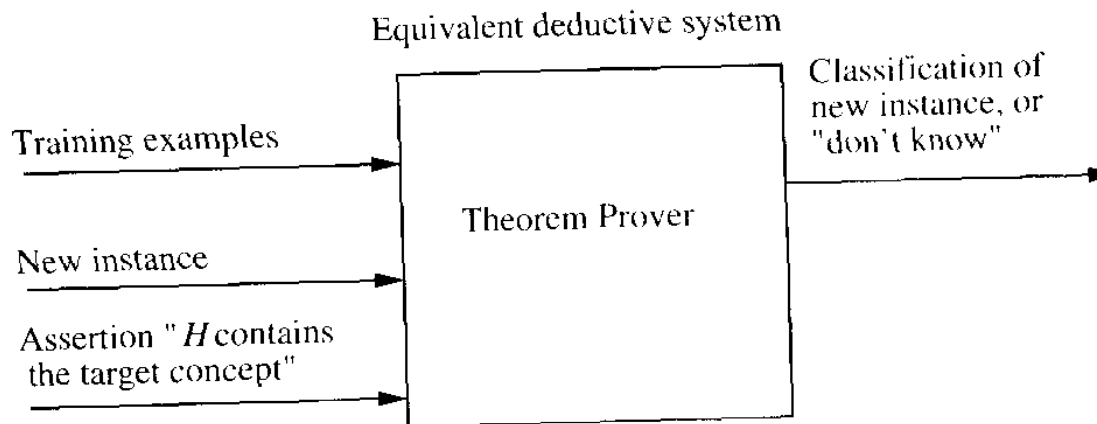 Equivalent deductive system
Training examples
New instance
Assertion " H contains
the target concept"
Theorem Prover
Classification of
new instance, or
"don't know"